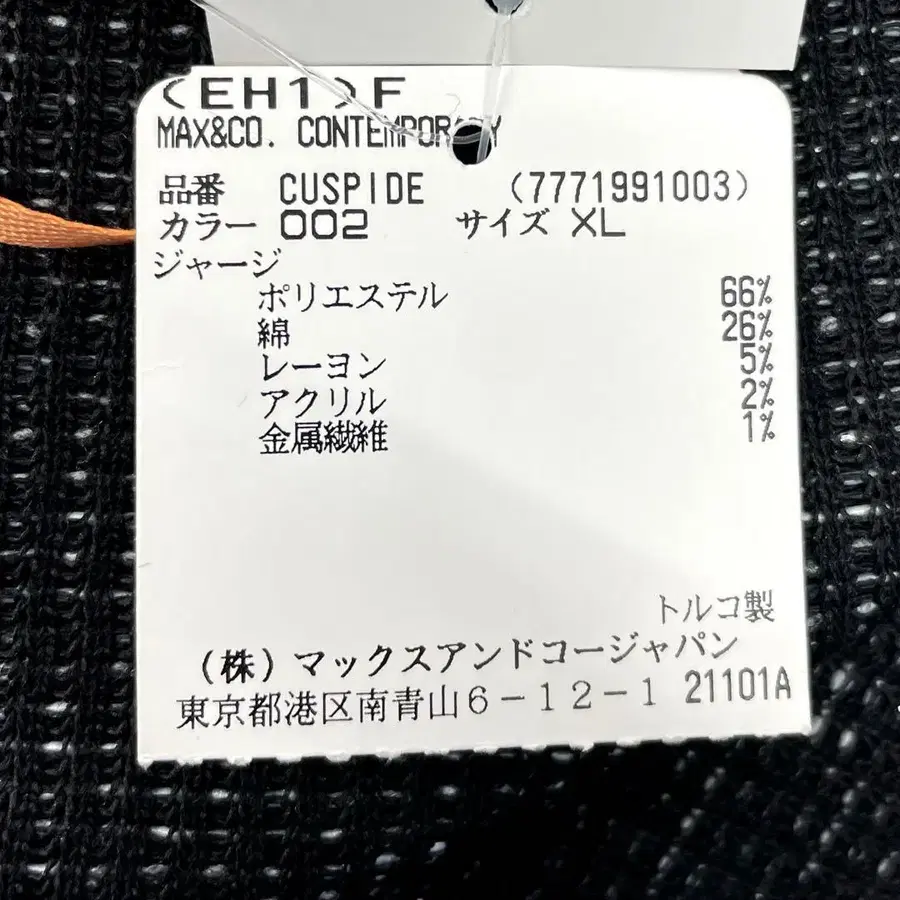 (EH1)F
MAX&CO. CONTEMPORARY
品番 CUSPIDE (7771991003)
カラー 002 サイズ XL
ジャージ
ポリエステル 66%
綿 26%
レーヨン 5%
アクリル 2%
金属繊維 1%
トルコ製
(株)マックスアンドコージャパン
東京都港区南青山6-12-1 21101A